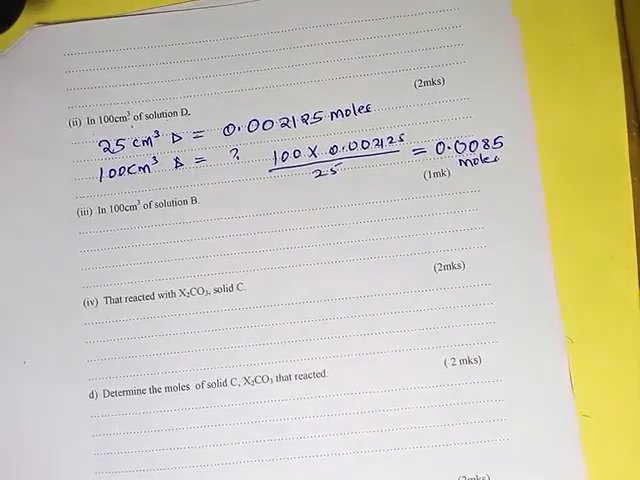 (2mks)
(ii) In 100cm³ of solution D.
25 cm³ D = 0.002125 moles
100cm³ D = ? 100 X 0.002125 / 25 = 0.0085 moles
(1mk)
(iii) In 100cm³ of solution B.
(2mks)
(iv) That reacted with X₂CO₃, solid C.
( 2 mks)
d) Determine the moles of solid C, X₂CO₃ that reacted.
(2mks)